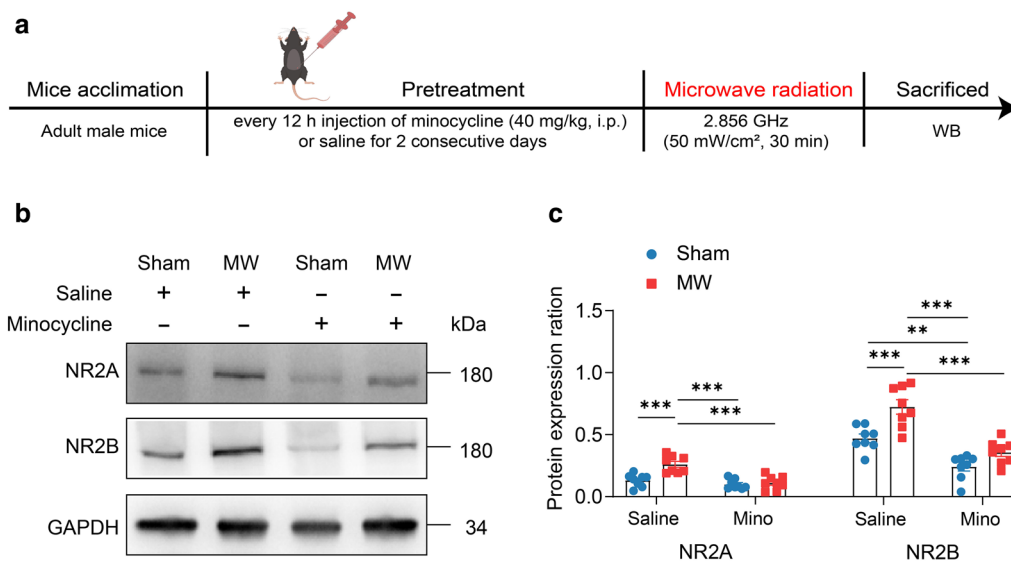 a
Mice acclimation Pretreatment Microwave radiation Sacrificed
Adult male mice every 12 h injection of minocycline (40 mg/kg, i.p.) 2.856 GHz WB
or saline for 2 consecutive days (50 mW/cm², 30 min)
b
Sham MW Sham MW
Saline + + – –
Minocycline – – + + kDa
NR2A 180
NR2B 180
GAPDH 34
c
Sham
MW
Protein expression ration
1.5
1.0
0.5
0.0
*** *** ***
*** ** *** ***
Saline Mino Saline Mino
NR2A NR2B